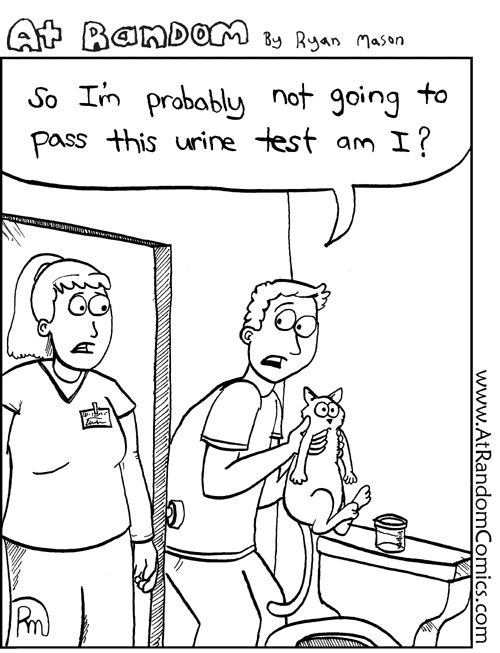 At Random By Ryan Mason
So I'm probably not going to
pass this urine test am I?
www.AtRandomComics.com
RM